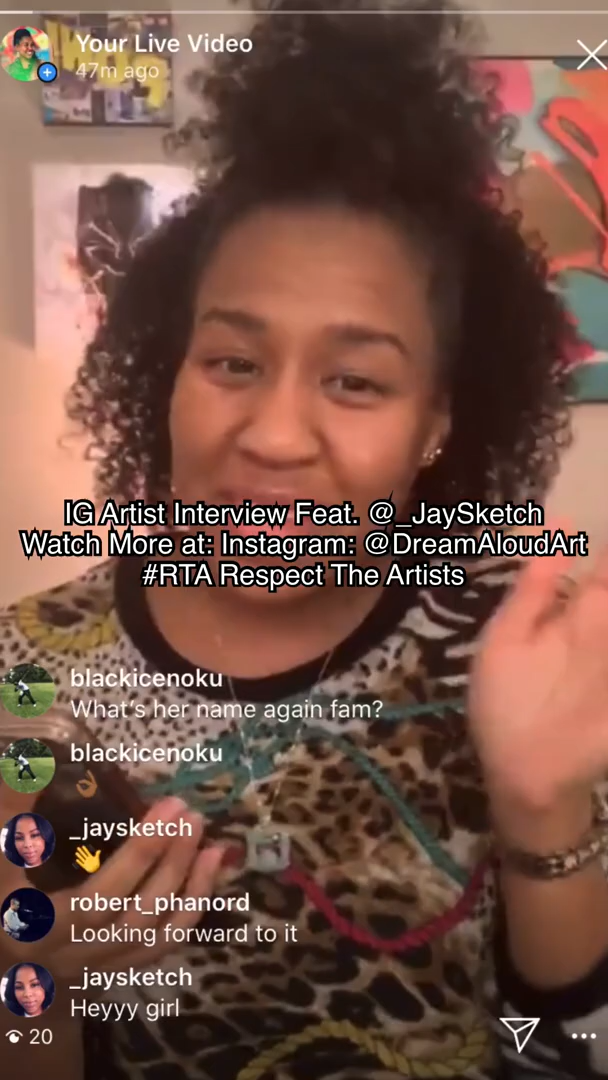 Your Live Video
47m ago
IG Artist Interview Feat. @_JaySketch
Watch More at: Instagram: @DreamAloudArt
#RTA Respect The Artists
blackicenoku
What's her name again fam?
blackicenoku
👌🏾
_jaysketch
👋
robert_phanord
Looking forward to it
_jaysketch
Heyyy girl
20